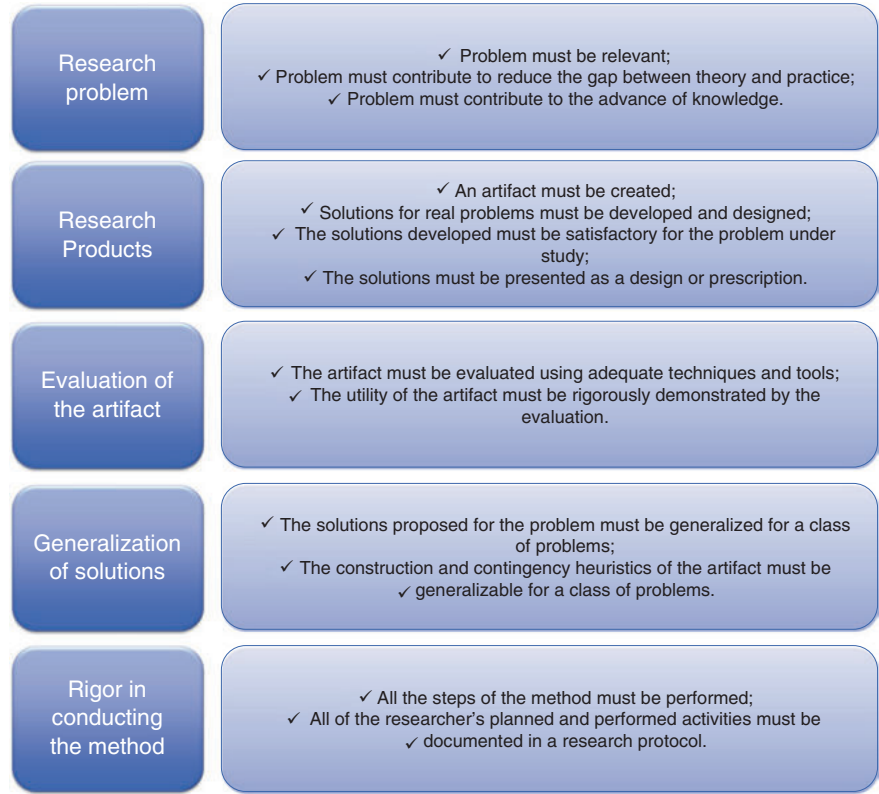 Research
problem
✓ Problem must be relevant;
✓ Problem must contribute to reduce the gap between theory and practice;
✓ Problem must contribute to the advance of knowledge.
Research
Products
✓ An artifact must be created;
✓ Solutions for real problems must be developed and designed;
✓ The solutions developed must be satisfactory for the problem under
study;
✓ The solutions must be presented as a design or prescription.
Evaluation of
the artifact
✓ The artifact must be evaluated using adequate techniques and tools;
✓ The utility of the artifact must be rigorously demonstrated by the
evaluation.
Generalization
of solutions
✓ The solutions proposed for the problem must be generalized for a class
of problems;
✓ The construction and contingency heuristics of the artifact must be
✓ generalizable for a class of problems.
Rigor in
conducting
the method
✓ All the steps of the method must be performed;
✓ All of the researcher's planned and performed activities must be
✓ documented in a research protocol.